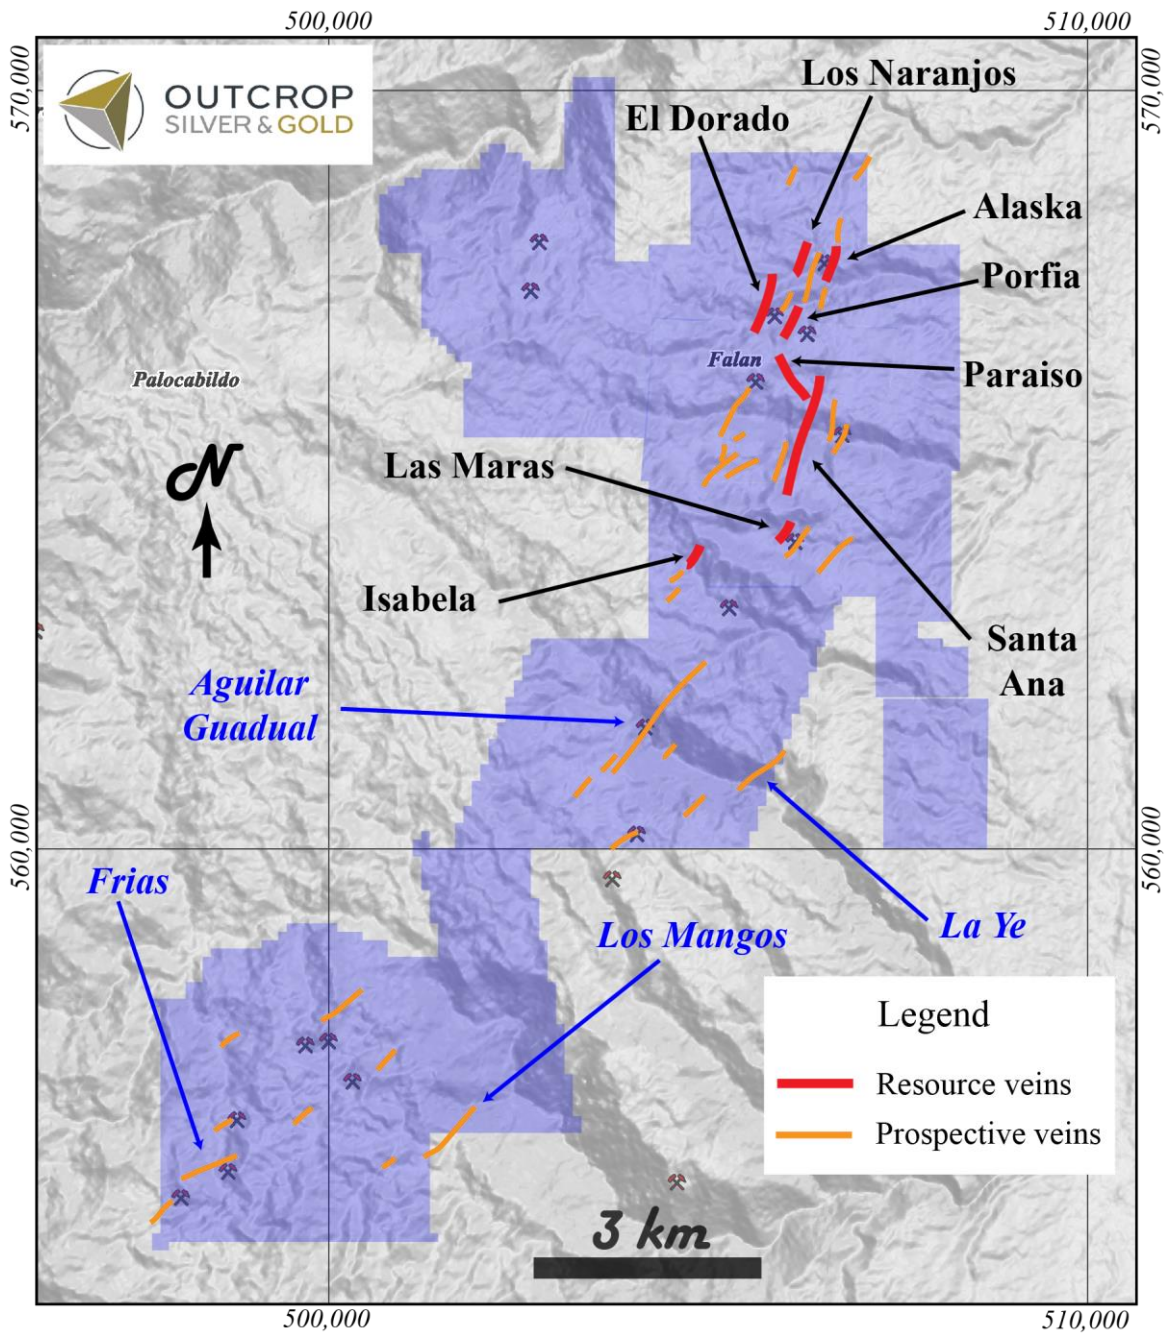 500,000
510,000
570,000
570,000
OUTCROP
SILVER & GOLD
Los Naranjos
El Dorado
Alaska
Porfia
Falan
Paraiso
Palocabildo
N
Las Maras
Isabela
Santa
Ana
Aguilar
Guadual
560,000
560,000
Frias
Los Mangos
La Ye
Legend
Resource veins
Prospective veins
3 km
500,000
510,000